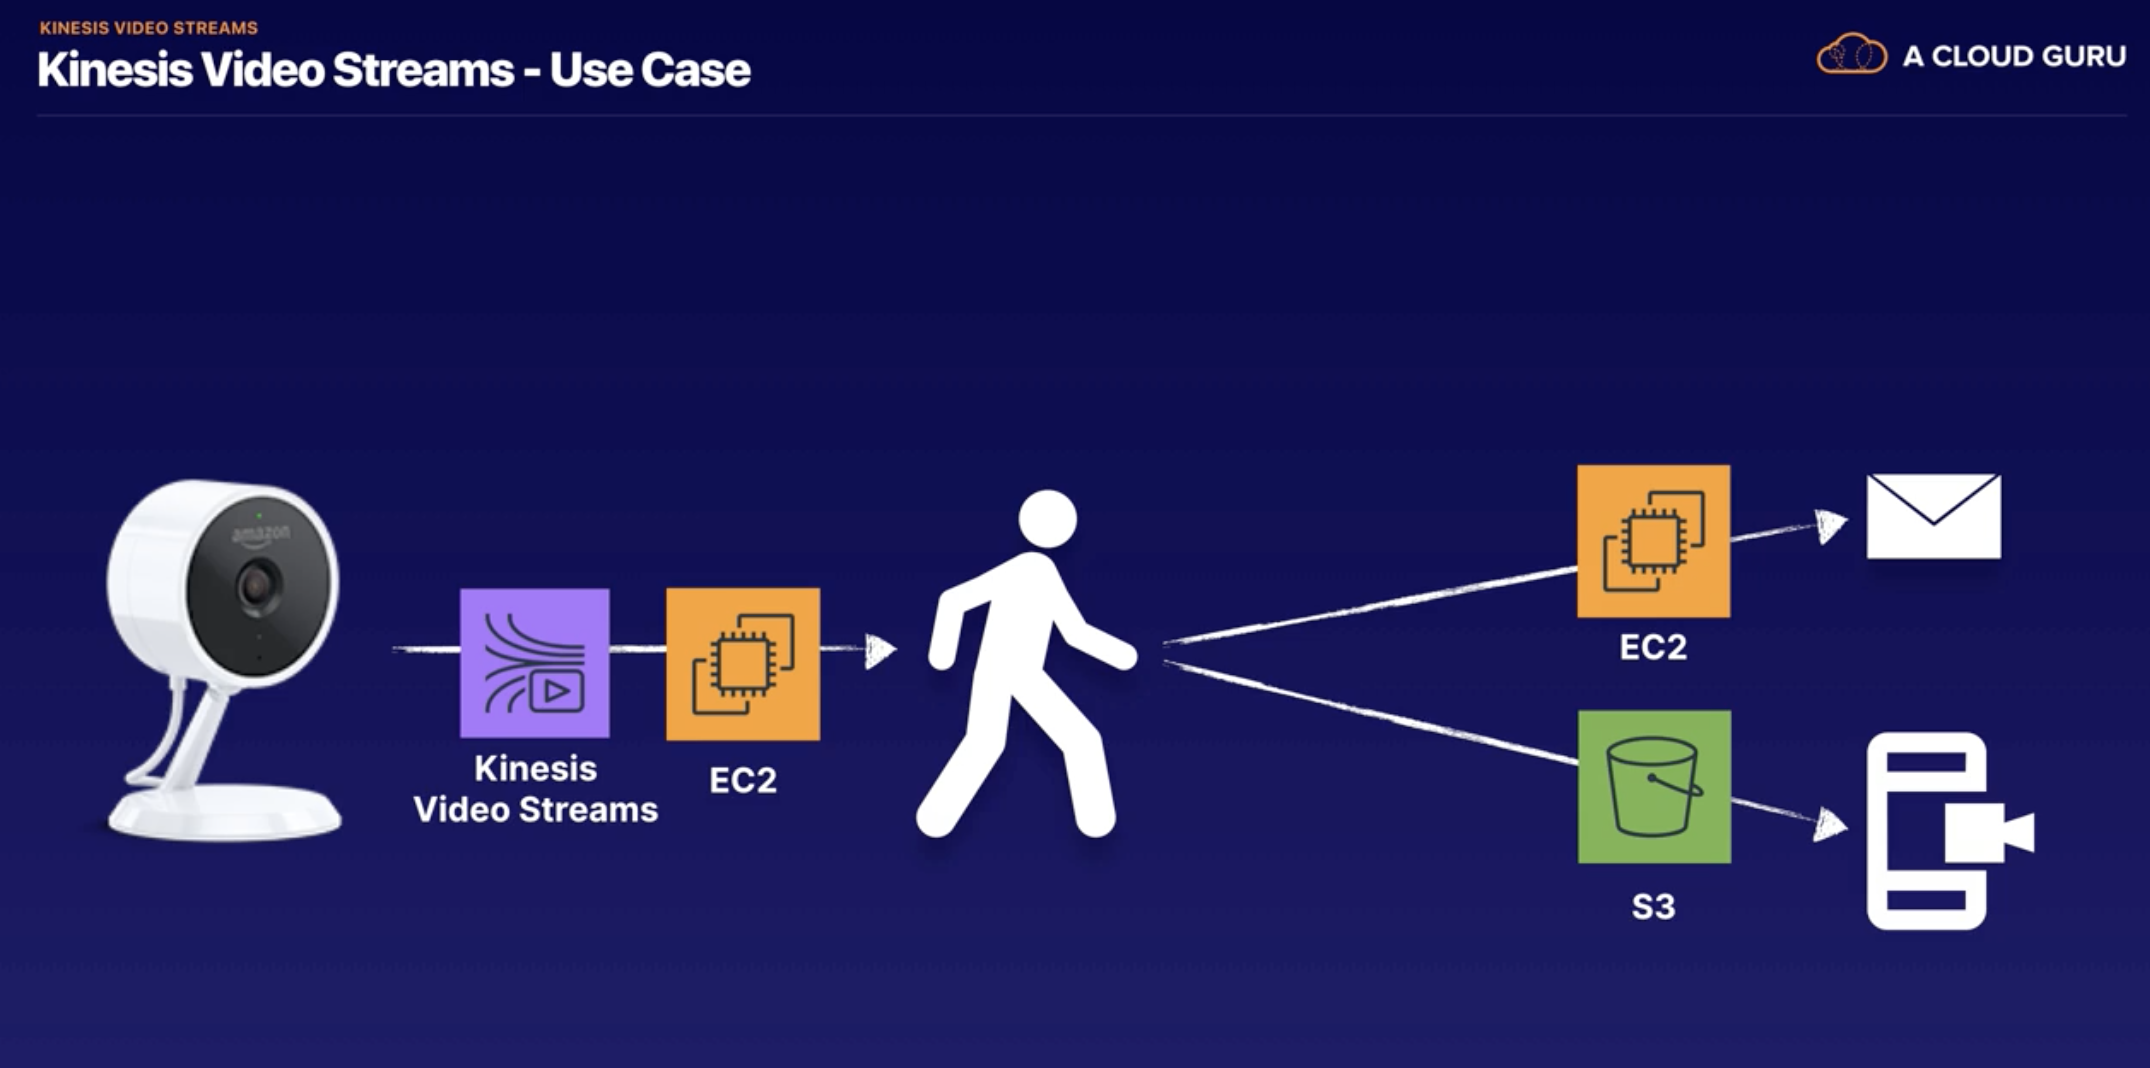 KINESIS VIDEO STREAMS
Kinesis Video Streams - Use Case
A CLOUD GURU
amazon
Kinesis
Video Streams
EC2
EC2
S3